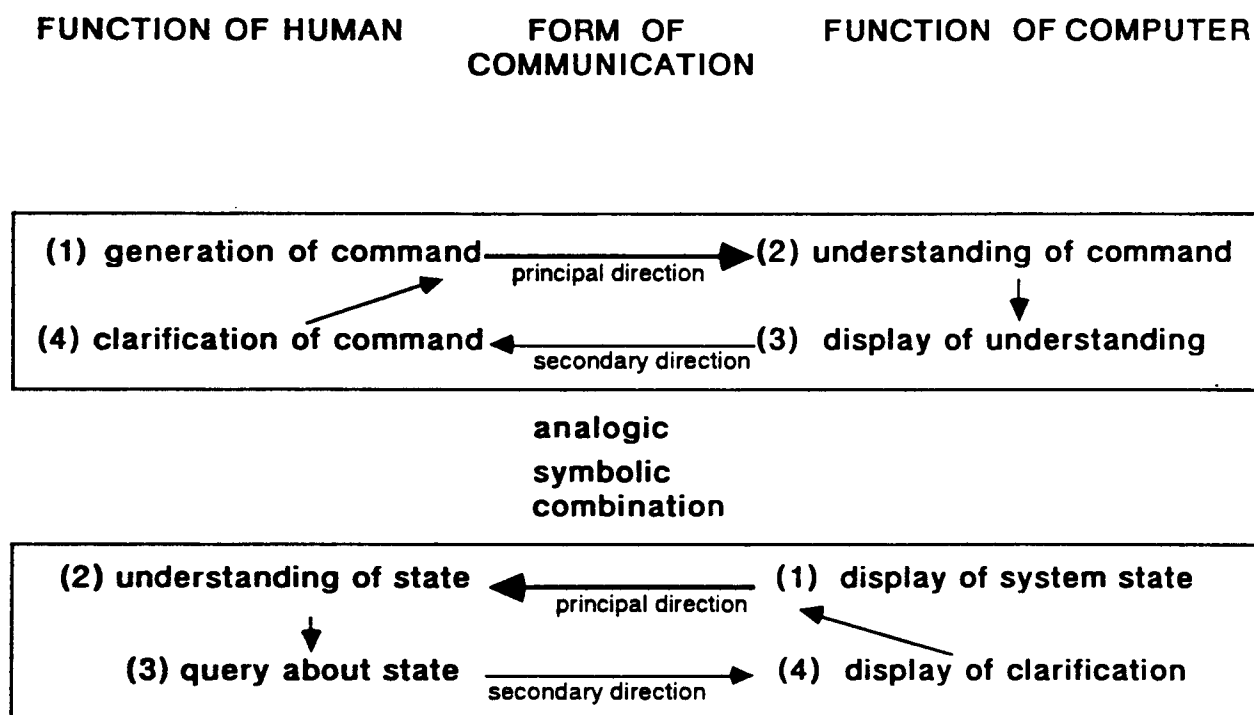 FUNCTION OF HUMAN FORM OF FUNCTION OF COMPUTER
COMMUNICATION
(1) generation of command (2) understanding of command
principal direction
(4) clarification of command (3) display of understanding
secondary direction
analogic
symbolic
combination
(2) understanding of state (1) display of system state
principal direction
(3) query about state (4) display of clarification
secondary direction